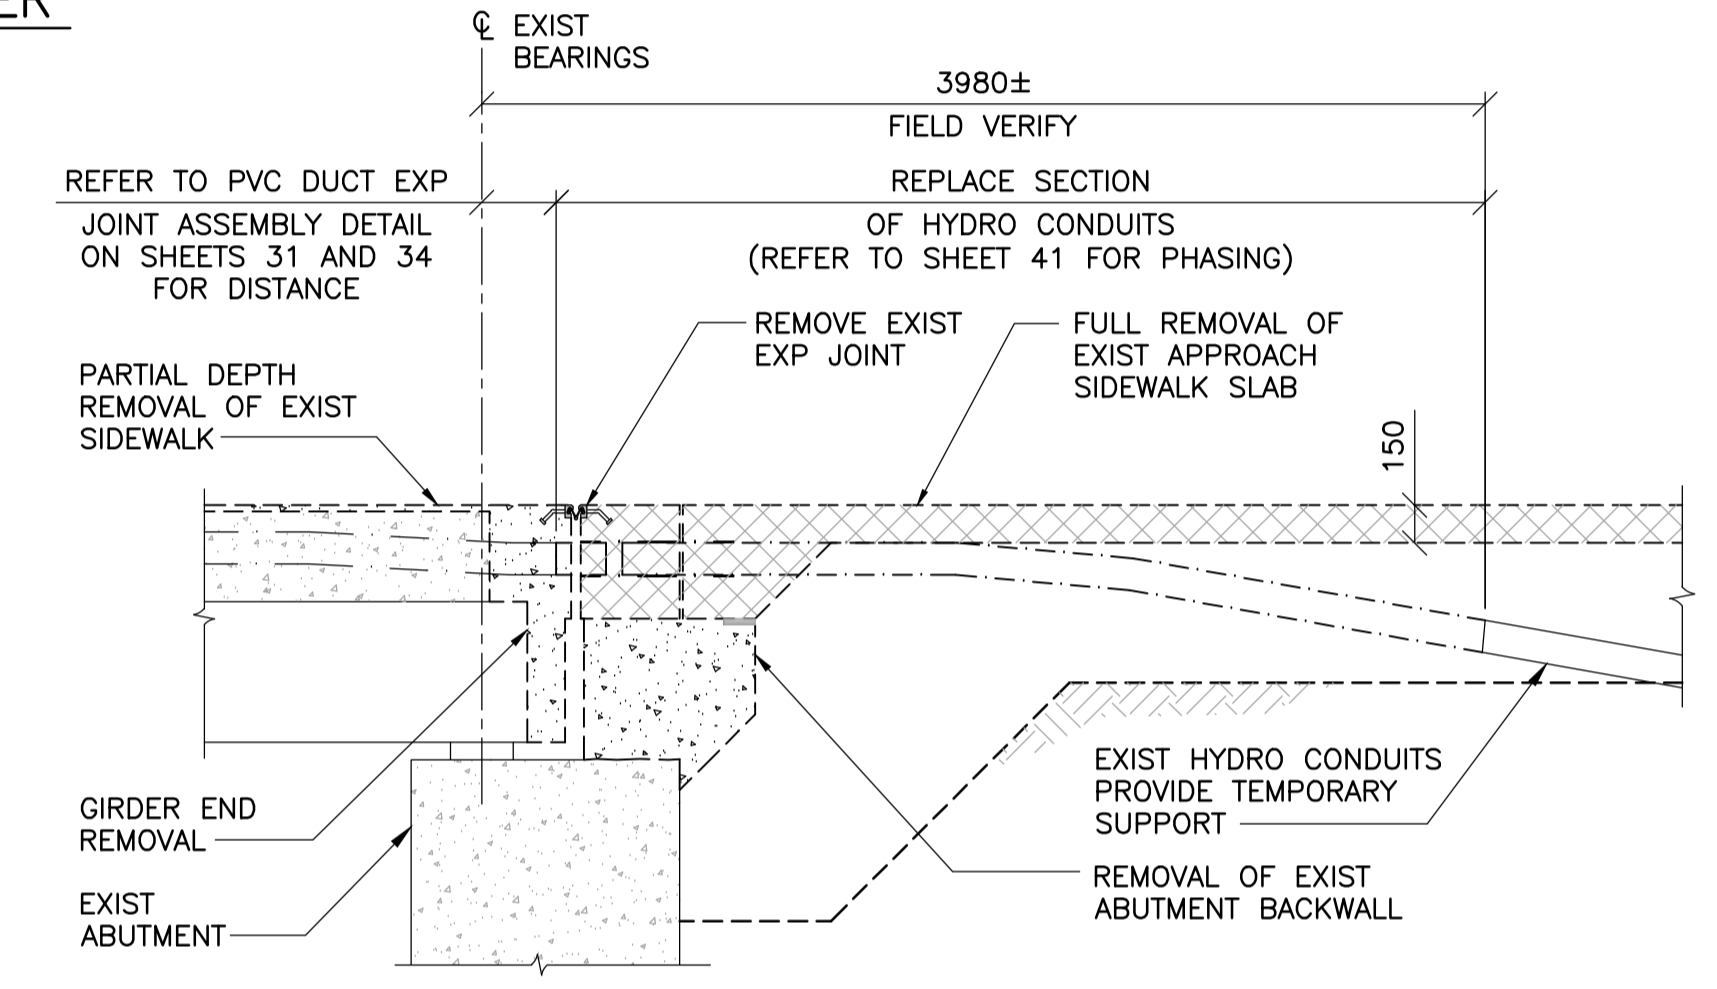 ER
℄ EXIST
BEARINGS
3980±
FIELD VERIFY
REFER TO PVC DUCT EXP
JOINT ASSEMBLY DETAIL
ON SHEETS 31 AND 34
FOR DISTANCE
REPLACE SECTION
OF HYDRO CONDUITS
(REFER TO SHEET 41 FOR PHASING)
REMOVE EXIST
EXP JOINT
FULL REMOVAL OF
EXIST APPROACH
SIDEWALK SLAB
PARTIAL DEPTH
REMOVAL OF EXIST
SIDEWALK
150
GIRDER END
REMOVAL
EXIST
ABUTMENT
EXIST HYDRO CONDUITS
PROVIDE TEMPORARY
SUPPORT
REMOVAL OF EXIST
ABUTMENT BACKWALL